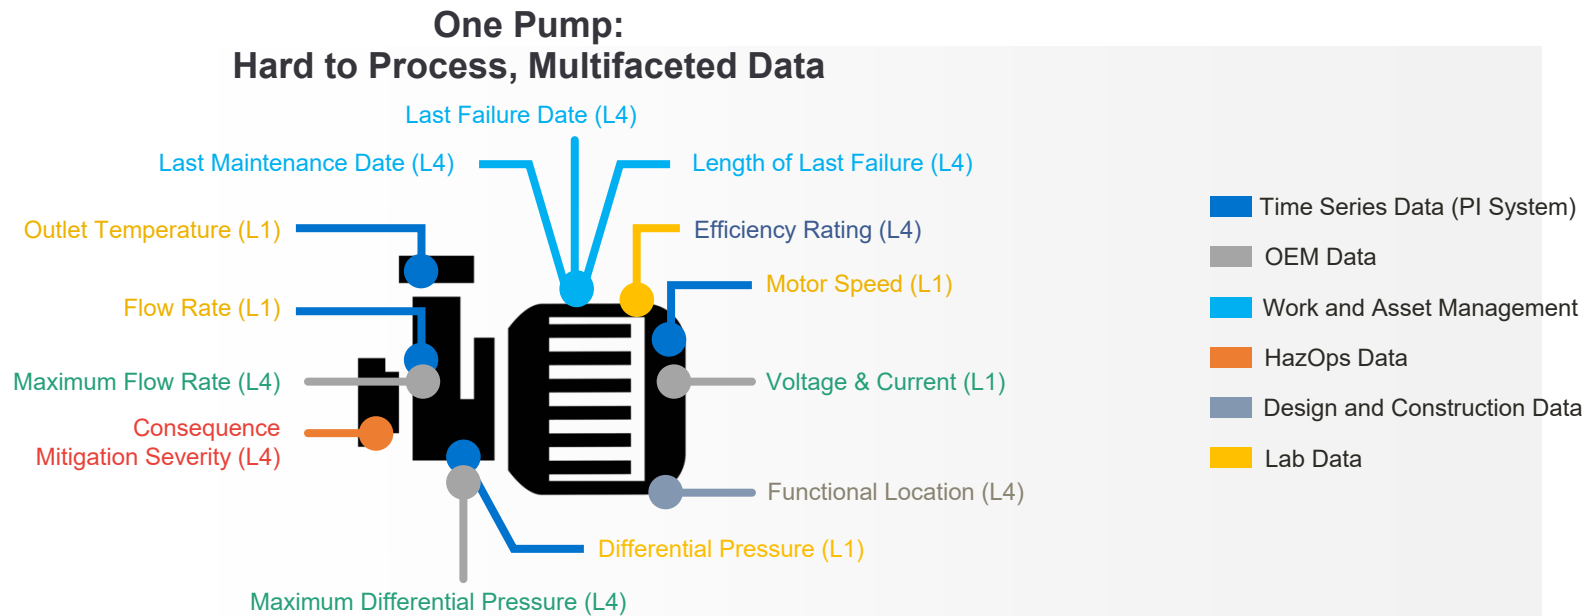 One Pump:
Hard to Process, Multifaceted Data
Last Failure Date (L4)
Last Maintenance Date (L4)
Length of Last Failure (L4)
Outlet Temperature (L1)
Efficiency Rating (L4)
Motor Speed (L1)
Flow Rate (L1)
Maximum Flow Rate (L4)
Voltage & Current (L1)
Consequence
Mitigation Severity (L4)
Functional Location (L4)
Differential Pressure (L1)
Maximum Differential Pressure (L4)
Time Series Data (PI System)
OEM Data
Work and Asset Management
HazOps Data
Design and Construction Data
Lab Data